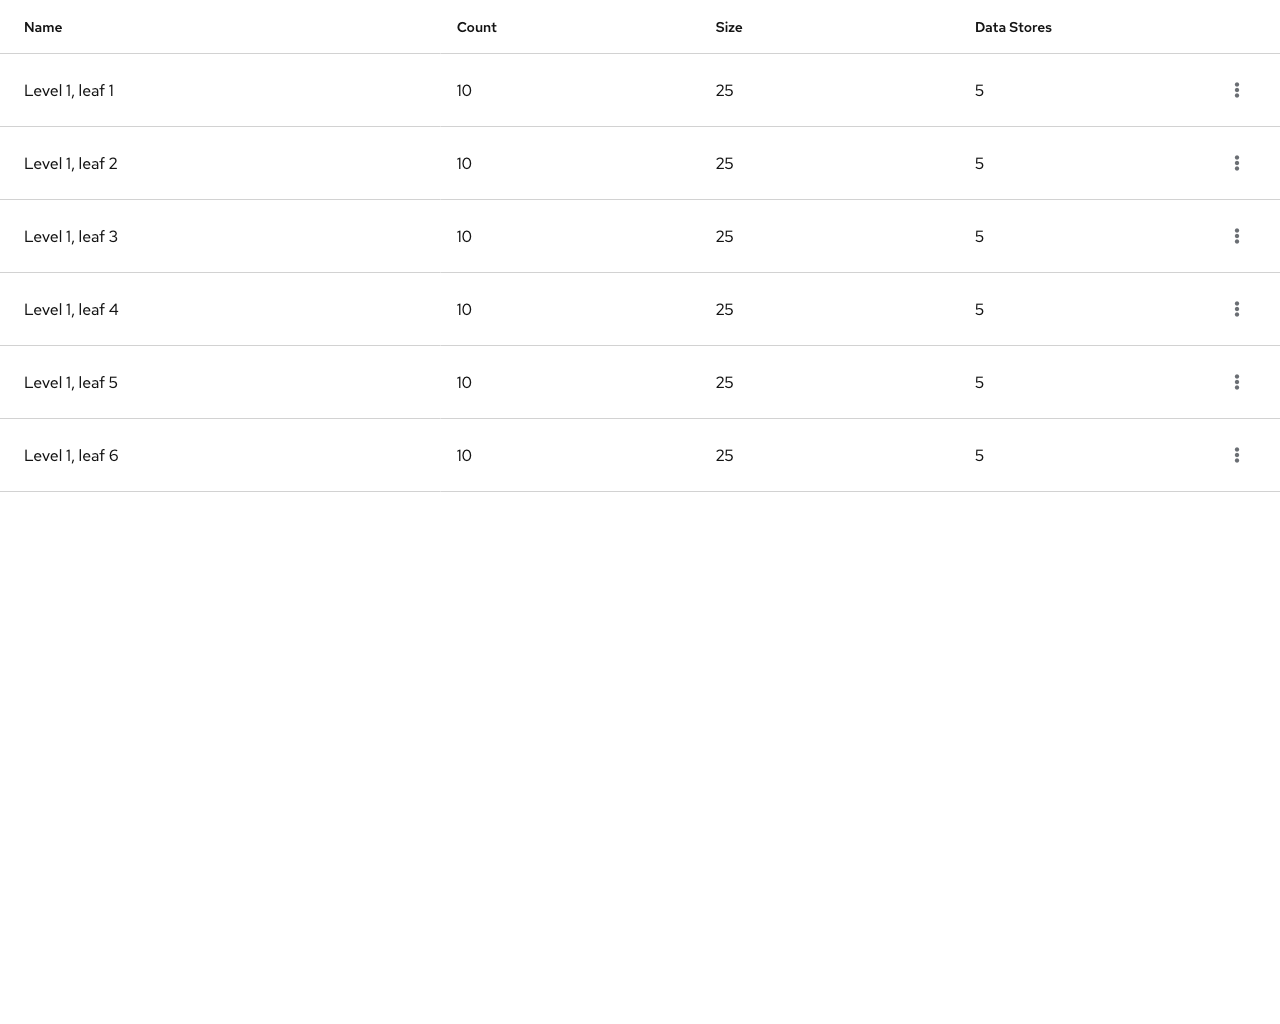 Name Count Size Data Stores
Level 1, leaf 1 10 25 5
Level 1, leaf 2 10 25 5
Level 1, leaf 3 10 25 5
Level 1, leaf 4 10 25 5
Level 1, leaf 5 10 25 5
Level 1, leaf 6 10 25 5